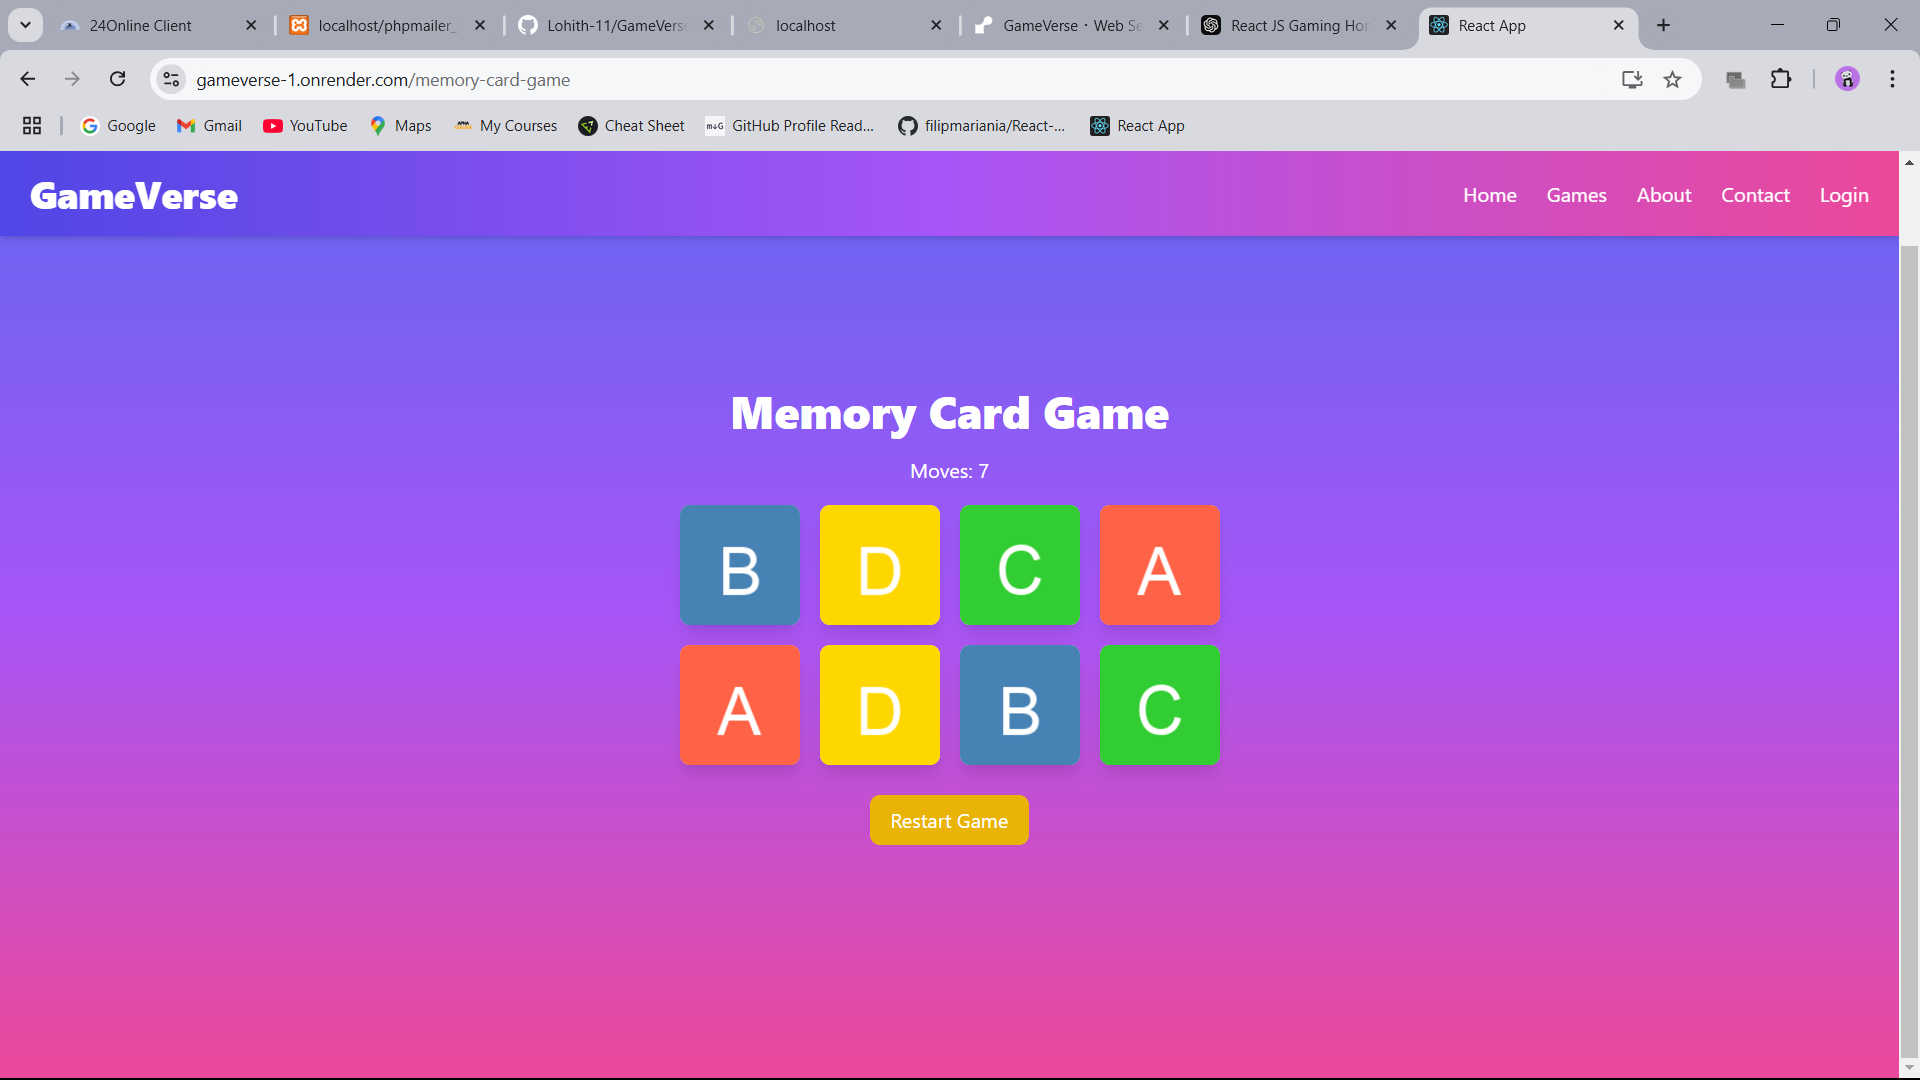 24Online Client
localhost/phpmailer_
Lohith-11/GameVerse
localhost
GameVerse · Web Se
React JS Gaming Hor
React App
gameverse-1.onrender.com/memory-card-game
Google
Gmail
YouTube
Maps
My Courses
Cheat Sheet
GitHub Profile Read...
filipmariania/React-...
React App
GameVerse
Home
Games
About
Contact
Login
Memory Card Game
Moves: 7
B D C A
A D B C
Restart Game